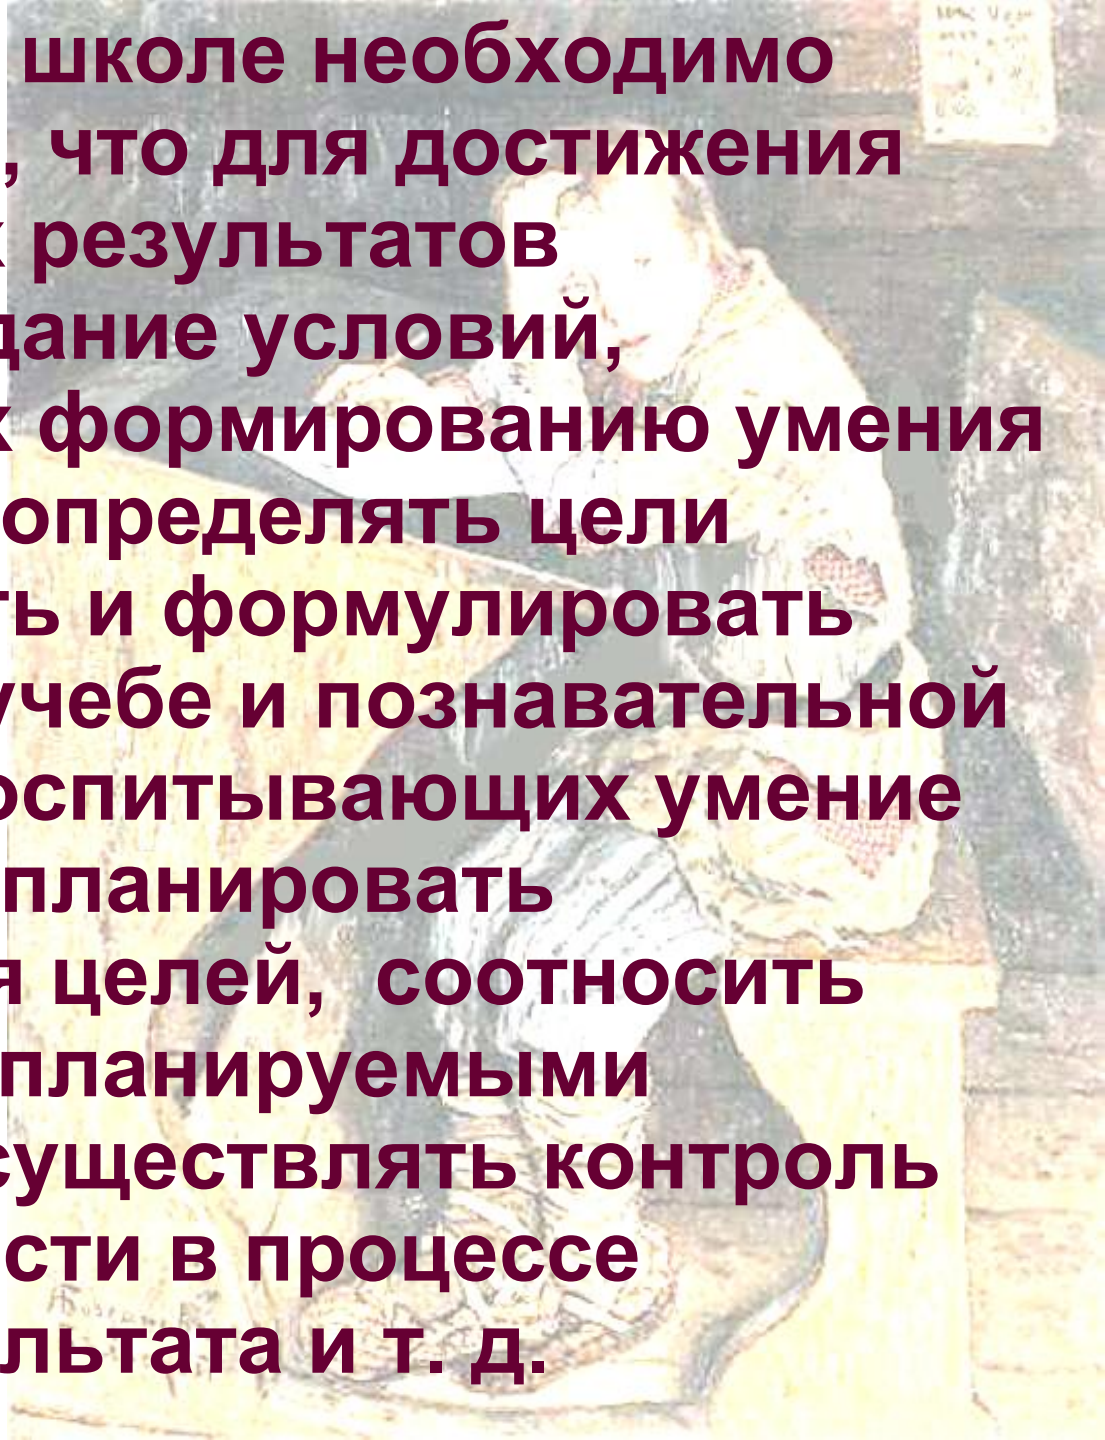 школе необходимо
, что для достижения
х результатов
дание условий,
х формированию умения
определять цели
ть и формулировать
учебе и познавательной
оспитывающих умение
планировать
я целей, соотносить
планируемыми
существлять контроль
сти в процессе
льтата и т. д.